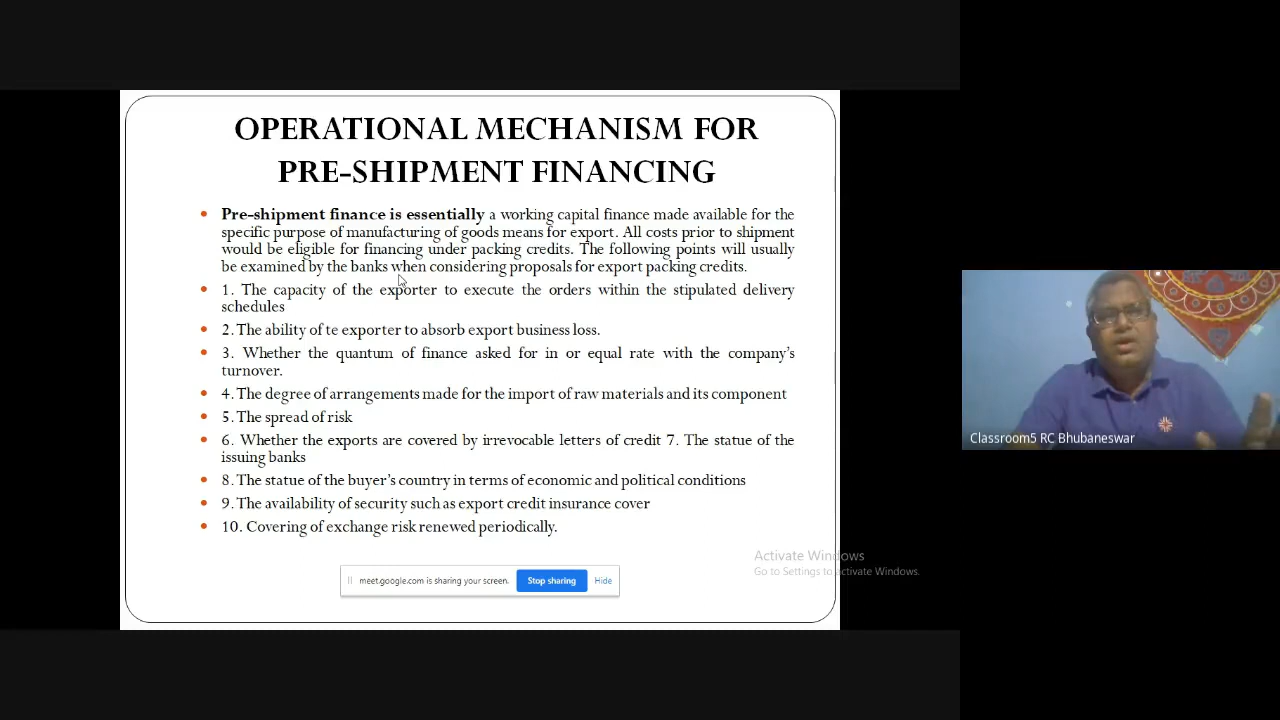 OPERATIONAL MECHANISM FOR
PRE-SHIPMENT FINANCING
• Pre-shipment finance is essentially a working capital finance made available for the
specific purpose of manufacturing of goods means for export. All costs prior to shipment
would be eligible for financing under packing credits. The following points will usually
be examined by the banks when considering proposals for export packing credits.
• 1. The capacity of the exporter to execute the orders within the stipulated delivery
schedules
• 2. The ability of te exporter to absorb export business loss.
• 3. Whether the quantum of finance asked for in or equal rate with the company's
turnover.
• 4. The degree of arrangements made for the import of raw materials and its component
• 5. The spread of risk
• 6. Whether the exports are covered by irrevocable letters of credit 7. The statue of the
issuing banks
• 8. The statue of the buyer's country in terms of economic and political conditions
• 9. The availability of security such as export credit insurance cover
• 10. Covering of exchange risk renewed periodically.
meet.google.com is sharing your screen. Stop sharing Hide
Activate Windows
Go to Settings to activate Windows.
Classroom5 RC Bhubaneswar